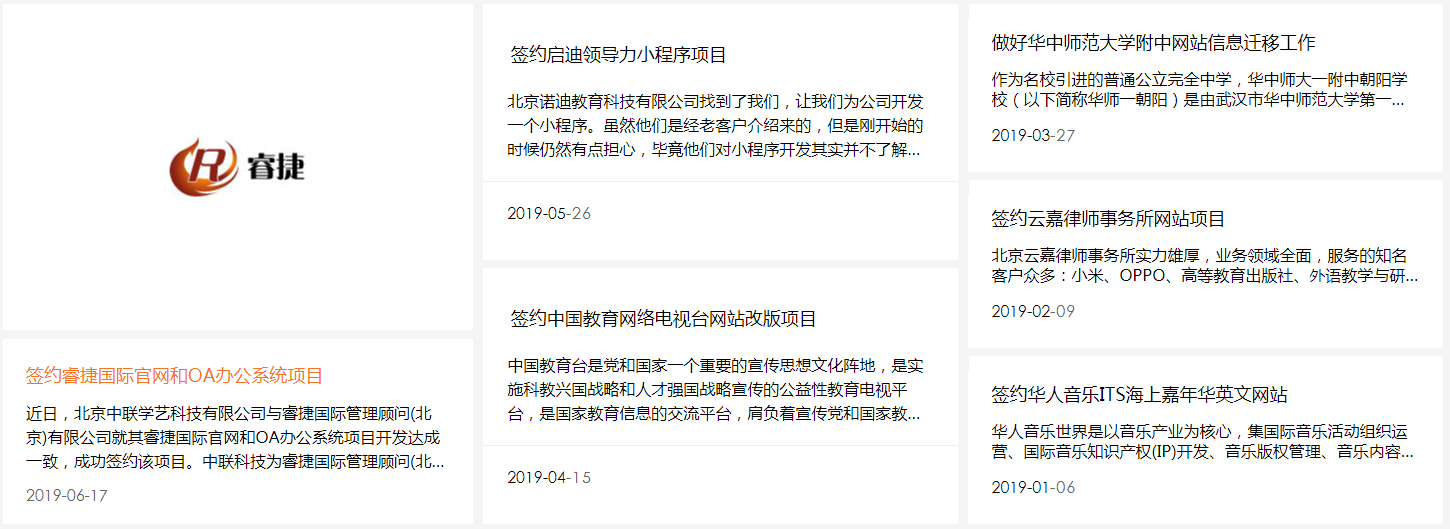 睿捷
签约睿捷国际官网和OA办公系统项目
近日，北京中联学艺科技有限公司与睿捷国际管理顾问(北
京)有限公司就其睿捷国际官网和OA办公系统项目开发达成
一致，成功签约该项目。中联科技为睿捷国际管理顾问(北...
2019-06-17
签约启迪领导力小程序项目
北京诺迪教育科技有限公司找到了我们，让我们为公司开发
一个小程序。虽然他们是经老客户介绍来的，但是刚开始的
时候仍然有点担心，毕竟他们对小程序开发其实并不了解...
2019-05-26
签约中国教育网络电视台网站改版项目
中国教育台是党和国家一个重要的宣传思想文化阵地，是实
施科教兴国战略和人才强国战略宣传的公益性教育电视平
台，是国家教育信息的交流平台，肩负着宣传党和国家教...
2019-04-15
做好华中师范大学附中网站信息迁移工作
作为名校引进的普通公立完全中学，华中师大一附中朝阳学
校（以下简称华师一朝阳）是由武汉市华中师范大学第一...
2019-03-27
签约云嘉律师事务所网站项目
北京云嘉律师事务所实力雄厚，业务领域全面，服务的知名
客户众多：小米、OPPO、高等教育出版社、外语教学与研...
2019-02-09
签约华人音乐ITS海上嘉年华英文网站
华人音乐世界是以音乐产业为核心，集国际音乐活动组织运
营、国际音乐知识产权(IP)开发、音乐版权管理、音乐内容...
2019-01-06